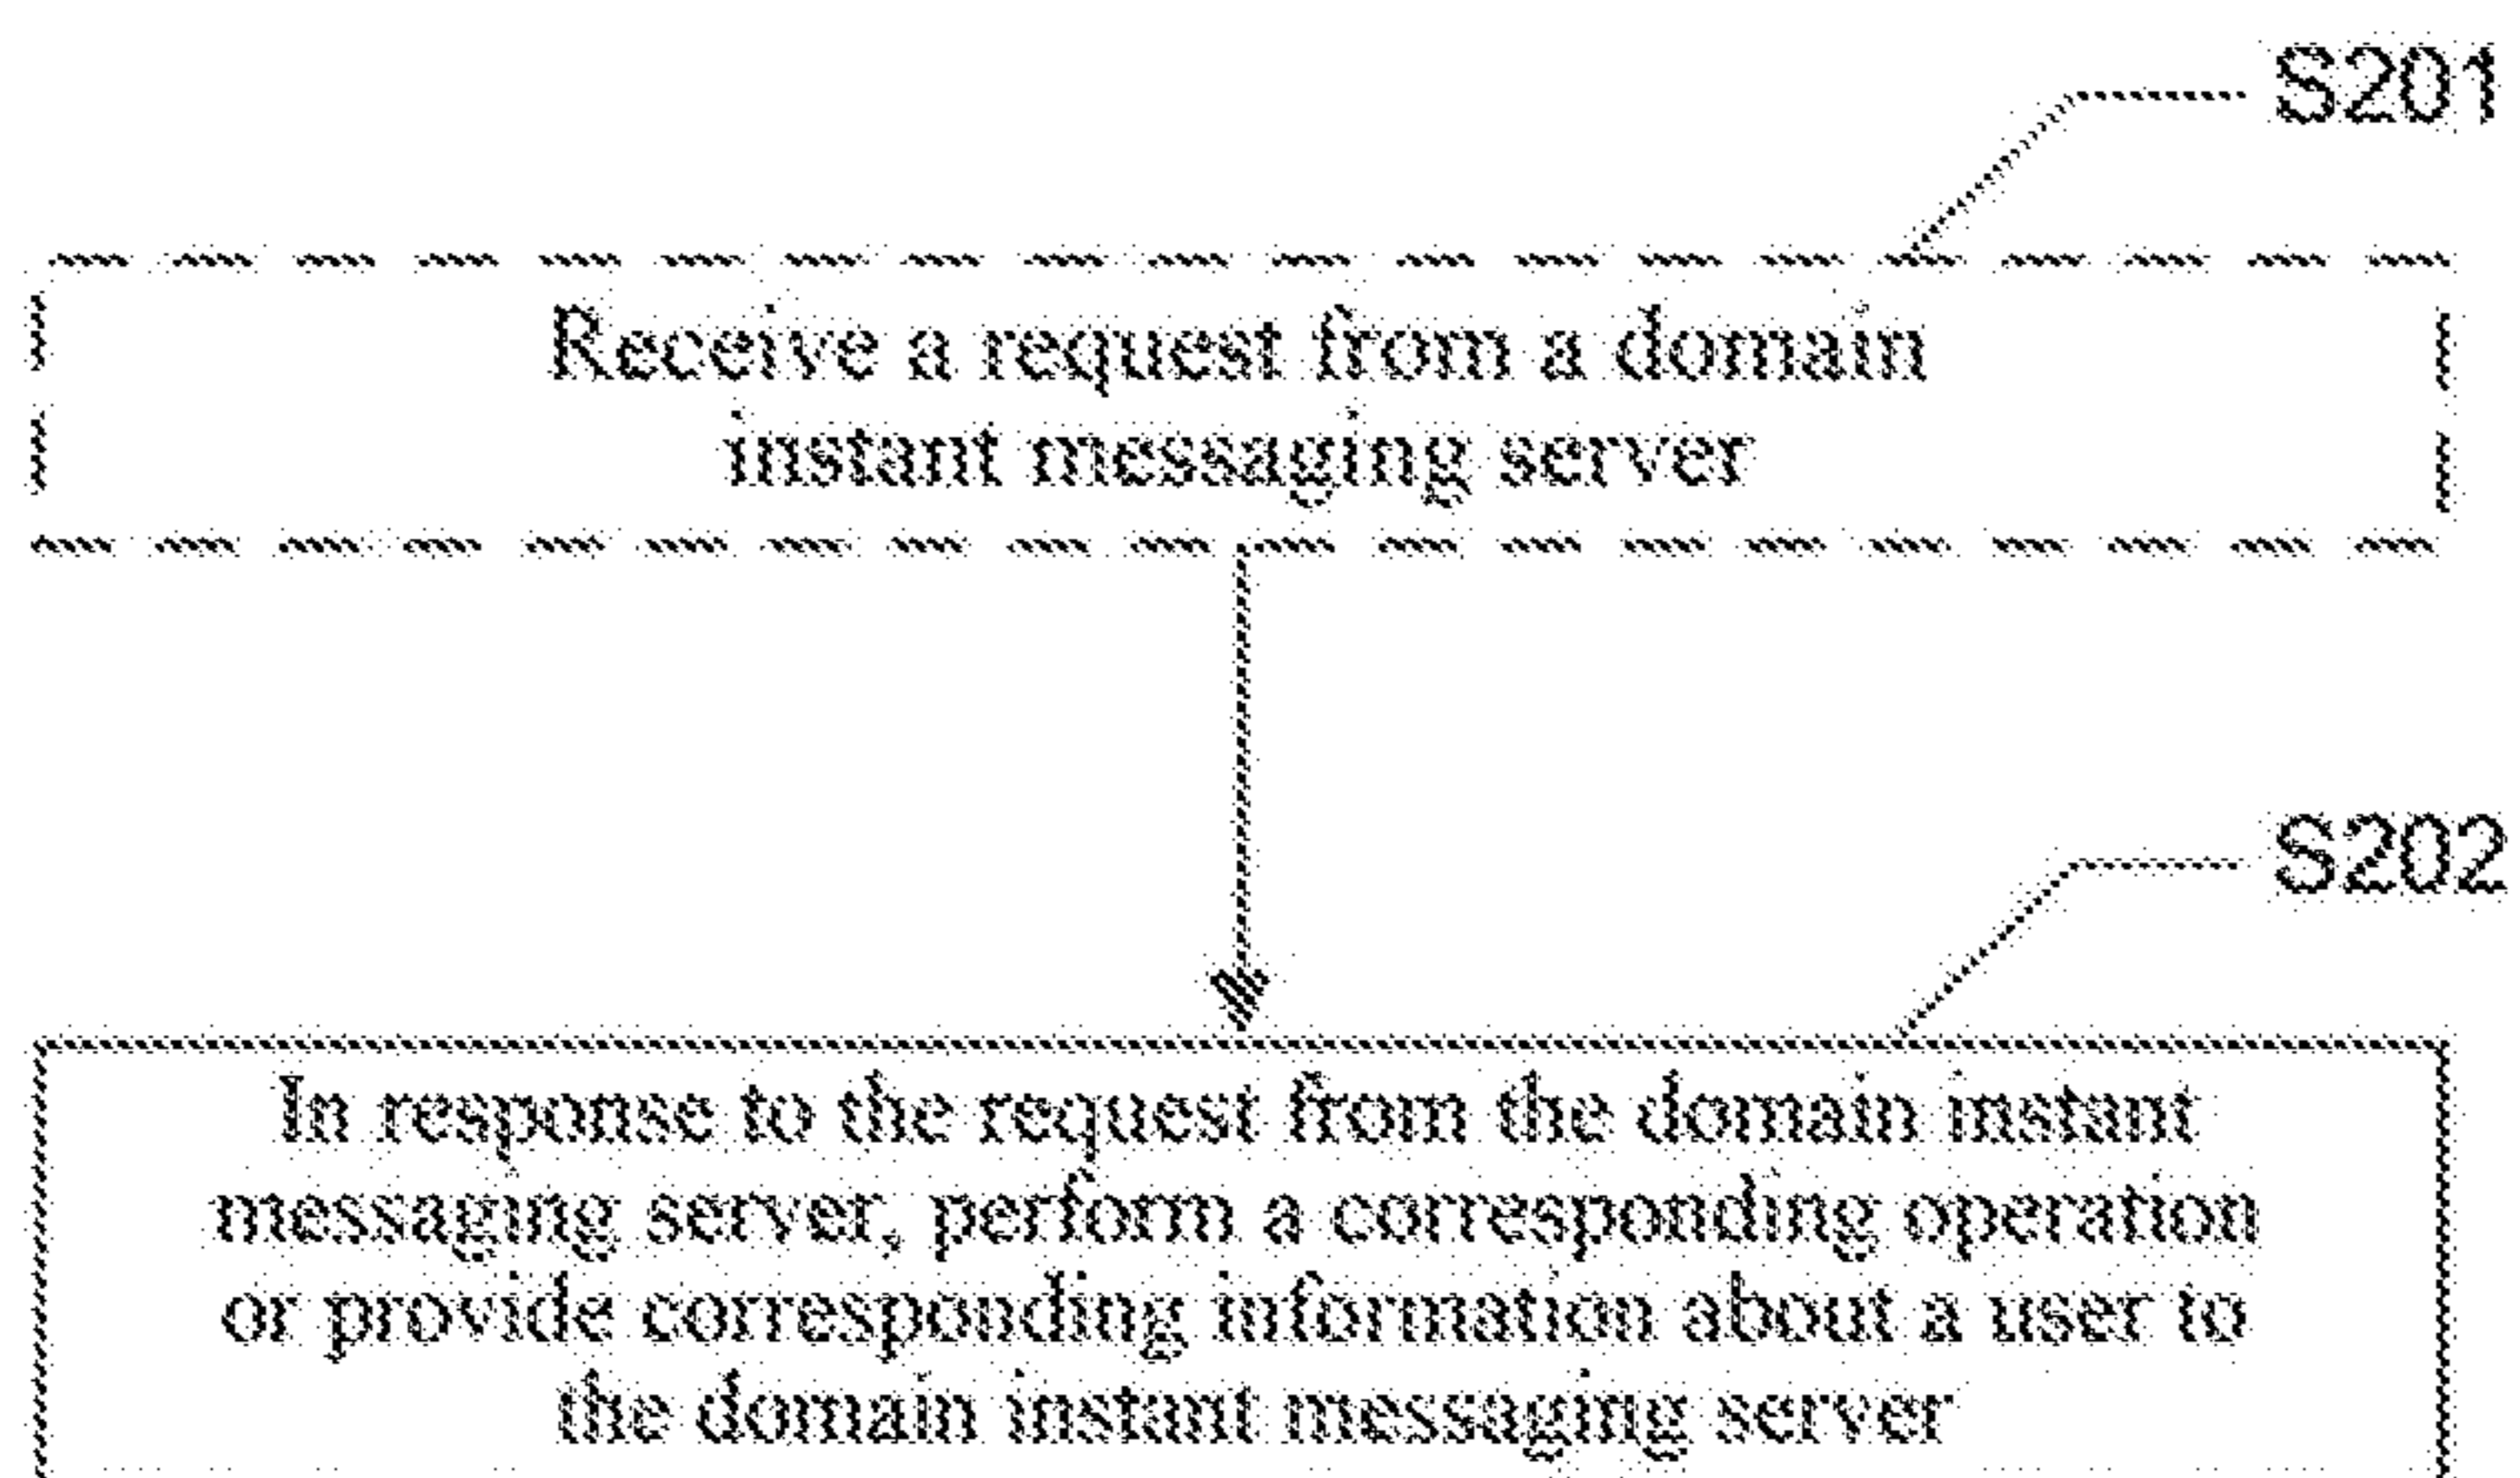 S201
Receive a request from a domain
instant messaging server
S202
In response to the request from the domain instant
messaging server, perform a corresponding operation
or provide corresponding information about a user to
the domain instant messaging server